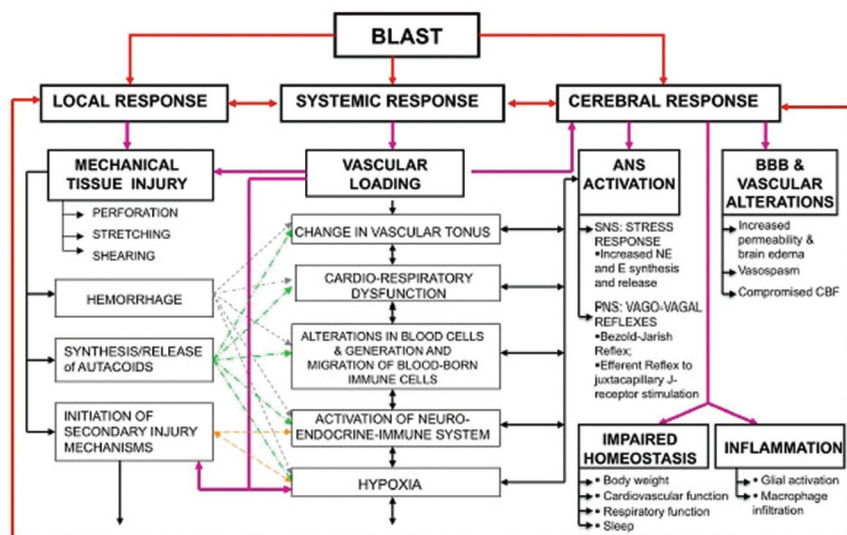 BLAST
LOCAL RESPONSE
SYSTEMIC RESPONSE
CEREBRAL RESPONSE
MECHANICAL
TISSUE INJURY
PERFORATION
STRETCHING
SHEARING
HEMORRHAGE
SYNTHESIS/RELEASE
of AUTACOIDS
INITIATION OF
SECONDARY INJURY
MECHANISMS
VASCULAR
LOADING
CHANGE IN VASCULAR TONUS
CARDIO-RESPIRATORY
DYSFUNCTION
ALTERATIONS IN BLOOD CELLS
& GENERATION AND
MIGRATION OF BLOOD-BORN
IMMUNE CELLS
ACTIVATION OF NEURO-
ENDOCRINE-IMMUNE SYSTEM
HYPOXIA
ANS
ACTIVATION
SNS: STRESS
RESPONSE
▪Increased NE
and E synthesis
and release
PNS: VAGO-VAGAL
REFLEXES
▪Bezold-Jarish
Reflex;
▪Efferent Reflex to
juxtacapillary J-
receptor stimulation
BBB &
VASCULAR
ALTERATIONS
Increased
permeability &
brain edema
Vasospasm
Compromised CBF
IMPAIRED
HOMEOSTASIS
▪ Body weight
▪ Cardiovascular function
▪ Respiratory function
▪ Sleep
INFLAMMATION
▪ Glial activation
▪ Macrophage
infiltration